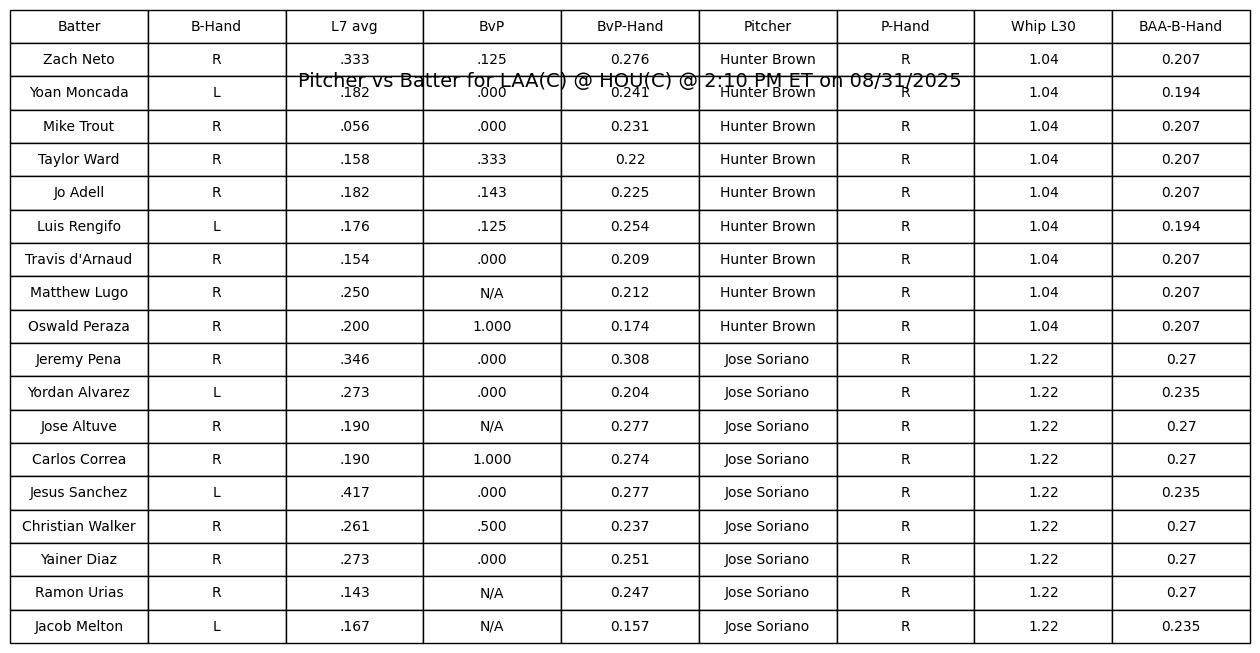 Batter B-Hand L7 avg BvP BvP-Hand Pitcher P-Hand Whip L30 BAA-B-Hand
Zach Neto R .333 .125 0.276 Hunter Brown R 1.04 0.207
Pitcher vs Batter for LAA(C) @ HOU(C) @ 2:10 PM ET on 08/31/2025
Yoan Moncada L .182 .000 0.241 Hunter Brown R 1.04 0.194
Mike Trout R .056 .000 0.231 Hunter Brown R 1.04 0.207
Taylor Ward R .158 .333 0.22 Hunter Brown R 1.04 0.207
Jo Adell R .182 .143 0.225 Hunter Brown R 1.04 0.207
Luis Rengifo L .176 .125 0.254 Hunter Brown R 1.04 0.194
Travis d'Arnaud R .154 .000 0.209 Hunter Brown R 1.04 0.207
Matthew Lugo R .250 N/A 0.212 Hunter Brown R 1.04 0.207
Oswald Peraza R .200 1.000 0.174 Hunter Brown R 1.04 0.207
Jeremy Pena R .346 .000 0.308 Jose Soriano R 1.22 0.27
Yordan Alvarez L .273 .000 0.204 Jose Soriano R 1.22 0.235
Jose Altuve R .190 N/A 0.277 Jose Soriano R 1.22 0.27
Carlos Correa R .190 1.000 0.274 Jose Soriano R 1.22 0.27
Jesus Sanchez L .417 .000 0.277 Jose Soriano R 1.22 0.235
Christian Walker R .261 .500 0.237 Jose Soriano R 1.22 0.27
Yainer Diaz R .273 .000 0.251 Jose Soriano R 1.22 0.27
Ramon Urias R .143 N/A 0.247 Jose Soriano R 1.22 0.27
Jacob Melton L .167 N/A 0.157 Jose Soriano R 1.22 0.235